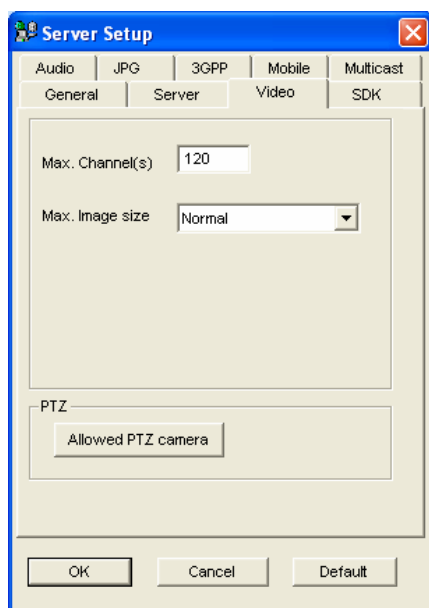 Server Setup
Audio JPG 3GPP Mobile Multicast
General Server Video SDK
Max. Channel(s) 120
Max. Image size Normal
PTZ
Allowed PTZ camera
OK Cancel Default